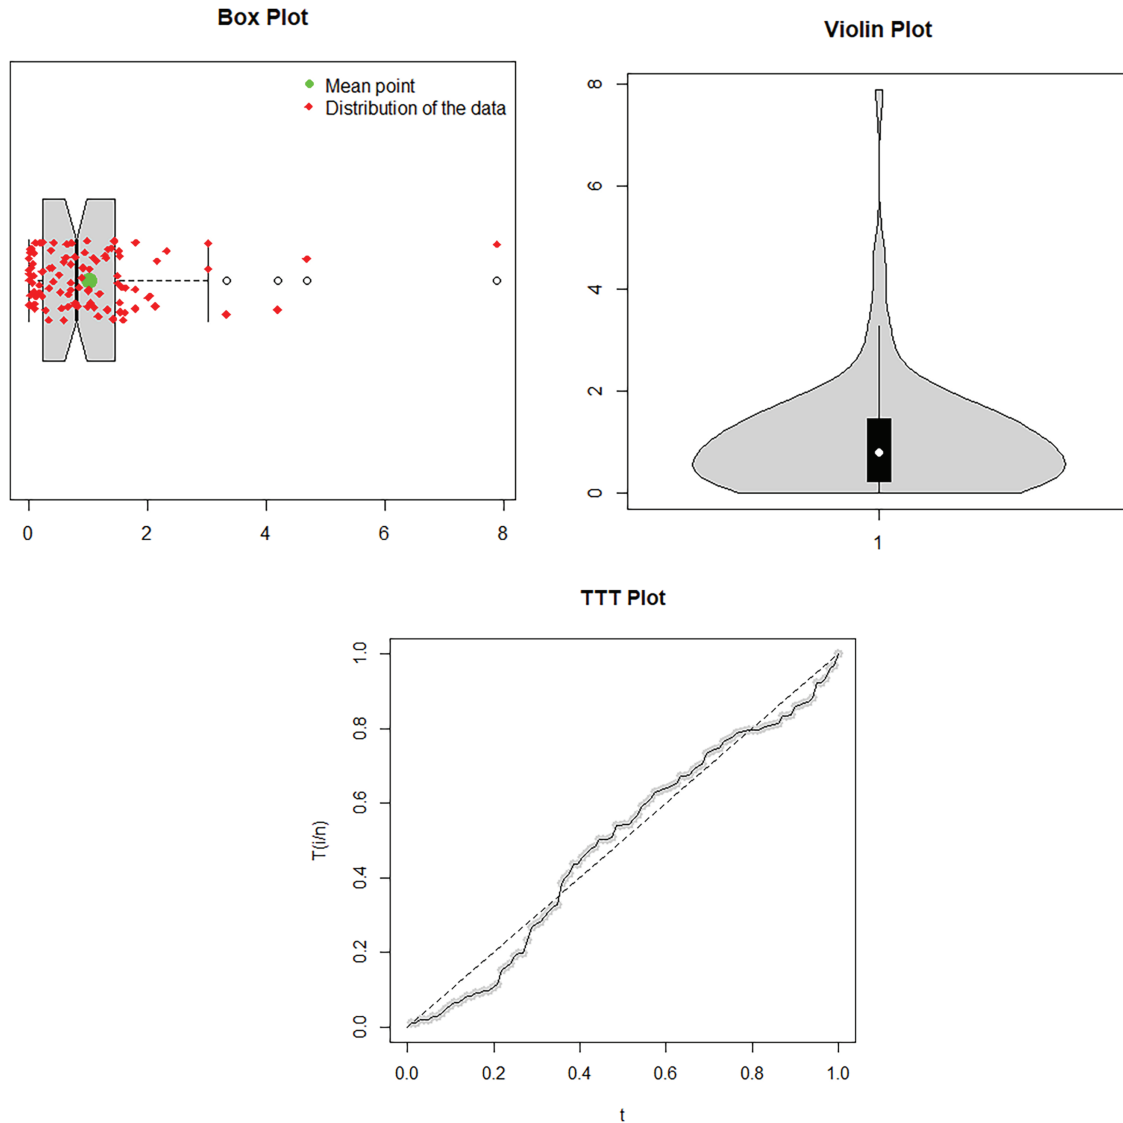 Box Plot
Mean point
Distribution of the data
0 2 4 6 8
Violin Plot
8
6
4
2
0
1
TTT Plot
1.0
0.8
0.6
0.4
0.2
0.0
T(i/n)
0.0 0.2 0.4 0.6 0.8 1.0
t